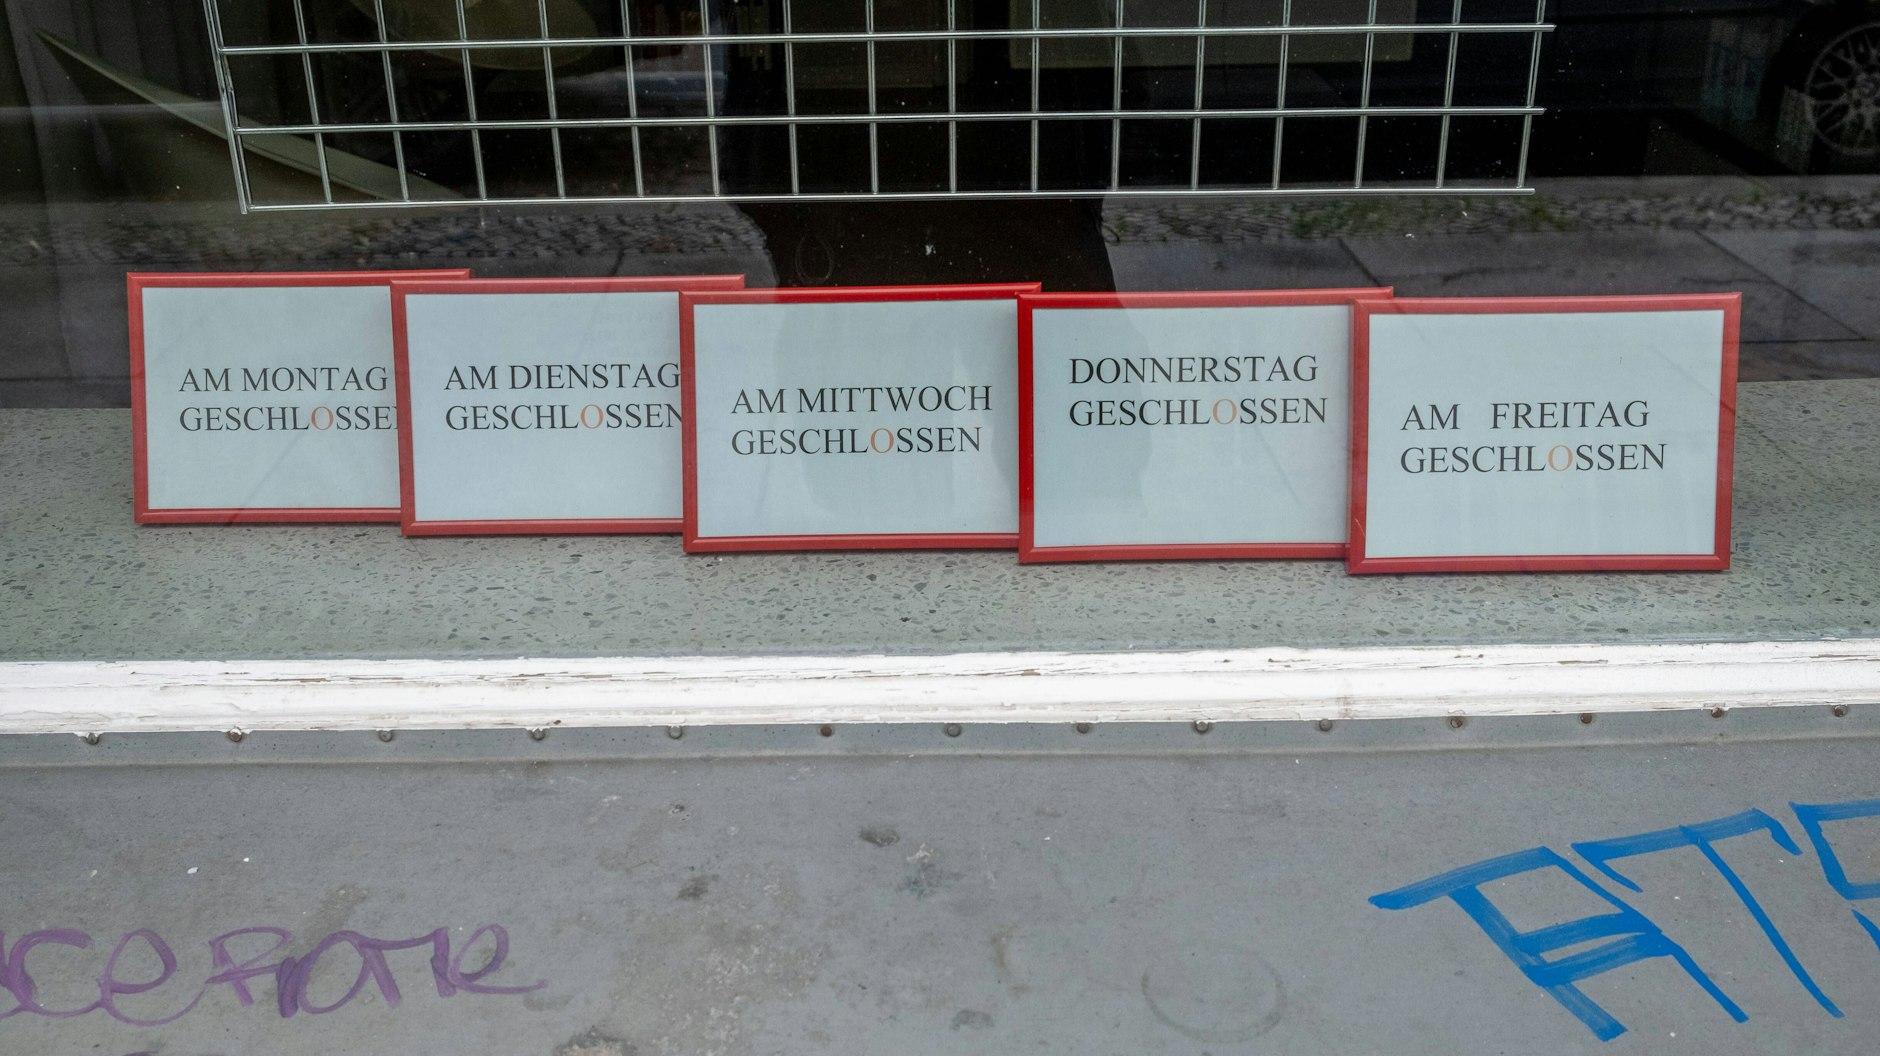 AM MONTAG
GESCHLOSSEN
AM DIENSTAG
GESCHLOSSEN
AM MITTWOCH
GESCHLOSSEN
DONNERSTAG
GESCHLOSSEN
AM FREITAG
GESCHLOSSEN